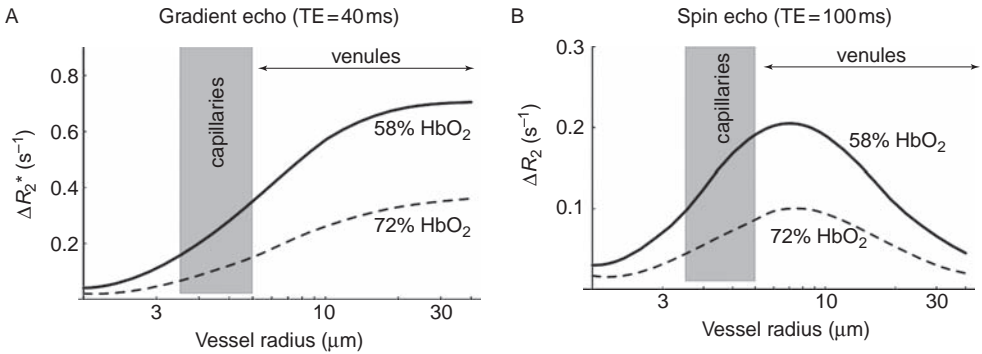 A
Gradient echo (TE = 40 ms)
ΔR₂* (s⁻¹)
0.8
0.6
0.4
0.2
capillaries
venules
58% HbO₂
72% HbO₂
3
10
30
Vessel radius (μm)
B
Spin echo (TE = 100 ms)
ΔR₂ (s⁻¹)
0.3
0.2
0.1
capillaries
venules
58% HbO₂
72% HbO₂
3
10
30
Vessel radius (μm)